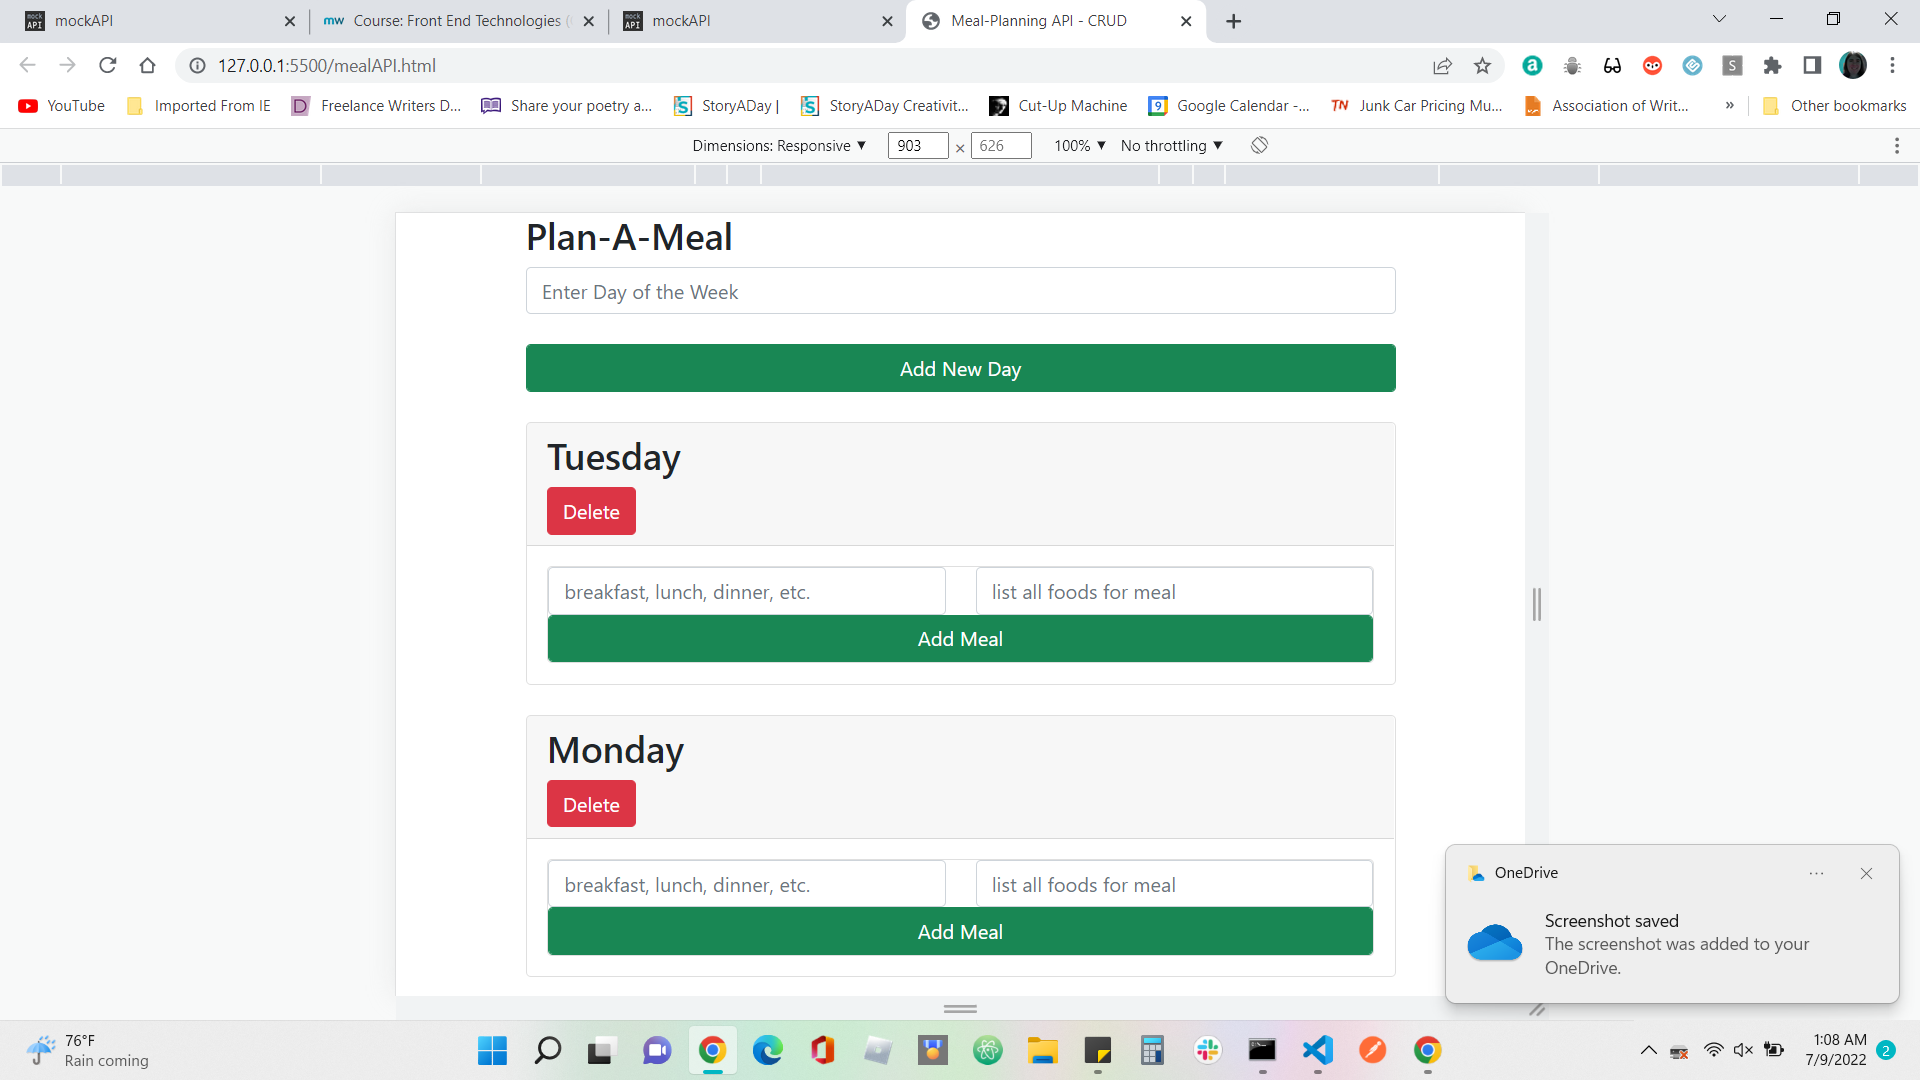 mockAPI
Course: Front End Technologies (
mockAPI
Meal-Planning API - CRUD
127.0.0.1:5500/mealAPI.html
YouTube
Imported From IE
Freelance Writers D...
Share your poetry a...
StoryADay |
StoryADay Creativit...
Cut-Up Machine
Google Calendar -...
Junk Car Pricing Mu...
Association of Writ...
»
Other bookmarks
Dimensions: Responsive ▼ 903 × 626 100% ▼ No throttling ▼
Plan-A-Meal
Enter Day of the Week
Add New Day
Tuesday
Delete
breakfast, lunch, dinner, etc.
list all foods for meal
Add Meal
Monday
Delete
breakfast, lunch, dinner, etc.
list all foods for meal
Add Meal
OneDrive
Screenshot saved
The screenshot was added to your
OneDrive.
76°F
Rain coming
1:08 AM
7/9/2022
2